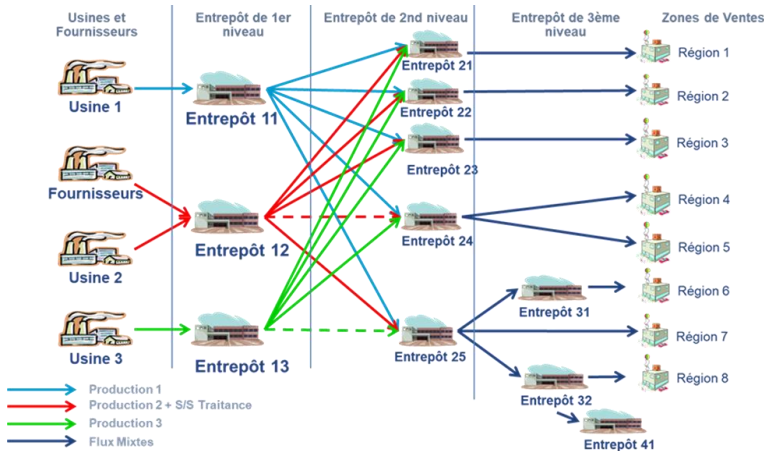 Usines et
Fournisseurs
Entrepôt de 1er
niveau
Entrepôt de 2nd niveau
Entrepôt de 3ème
niveau
Zones de Ventes
Usine 1
Fournisseurs
Usine 2
Usine 3
Entrepôt 11
Entrepôt 12
Entrepôt 13
Entrepôt 21
Entrepôt 22
Entrepôt 23
Entrepôt 24
Entrepôt 25
Entrepôt 31
Entrepôt 32
Entrepôt 41
Région 1
Région 2
Région 3
Région 4
Région 5
Région 6
Région 7
Région 8
Production 1
Production 2 + S/S Traitance
Production 3
Flux Mixtes